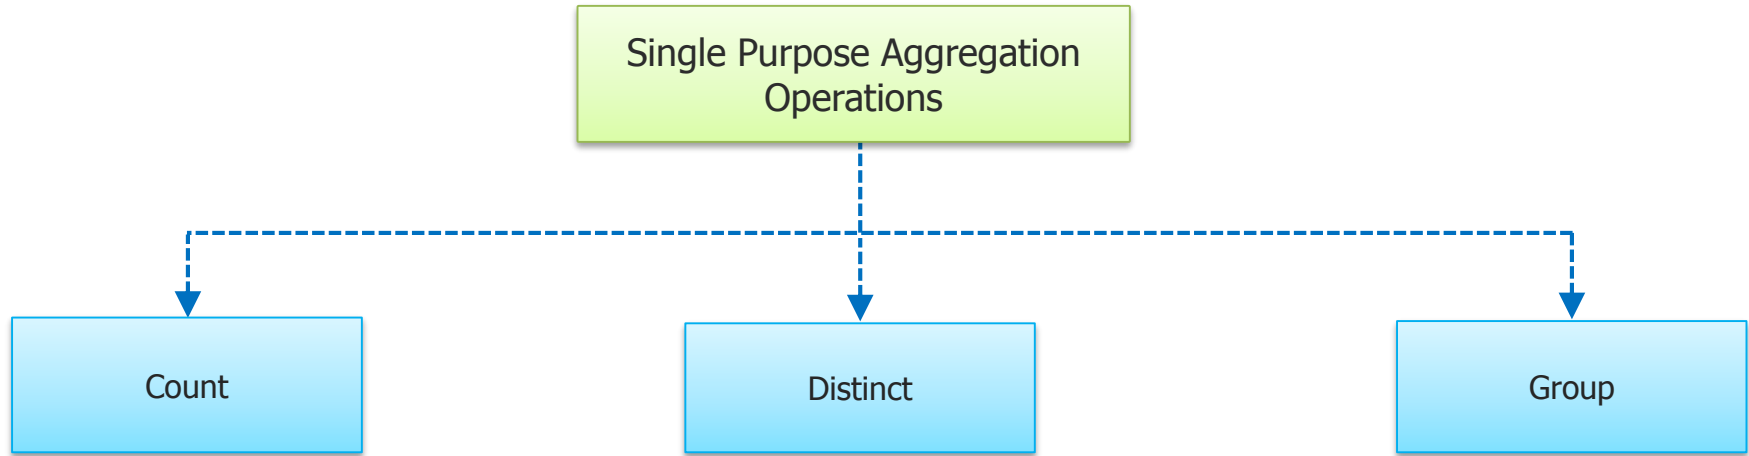 Single Purpose Aggregation
Operations
Count
Distinct
Group